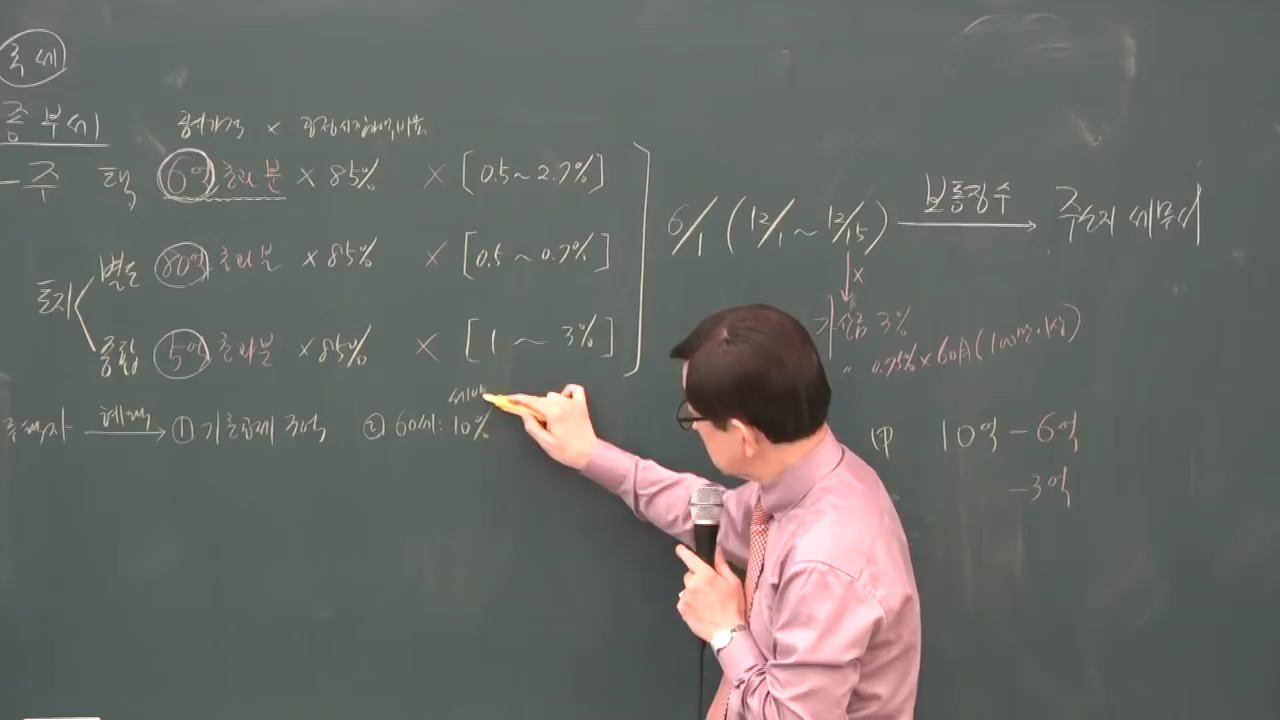 국세
종부세
공정시장가액비율
주 택 6억 초과분 × 85% × [0.5 ~ 2.7%]
6/1 (12/1 ~ 12/15) 보통징수 주소지 세무서
토지
별도 80억 초과분 × 85% × [0.5 ~ 0.7%]
종합 5억 초과분 × 85% × [1 ~ 3%]
×
가산금 3%
〃 0.75% × 60月 (100만↑)
주택자 혜택 ① 기초공제 3억 ② 60세: 10%
세액
甲 10억 - 6억
- 3억